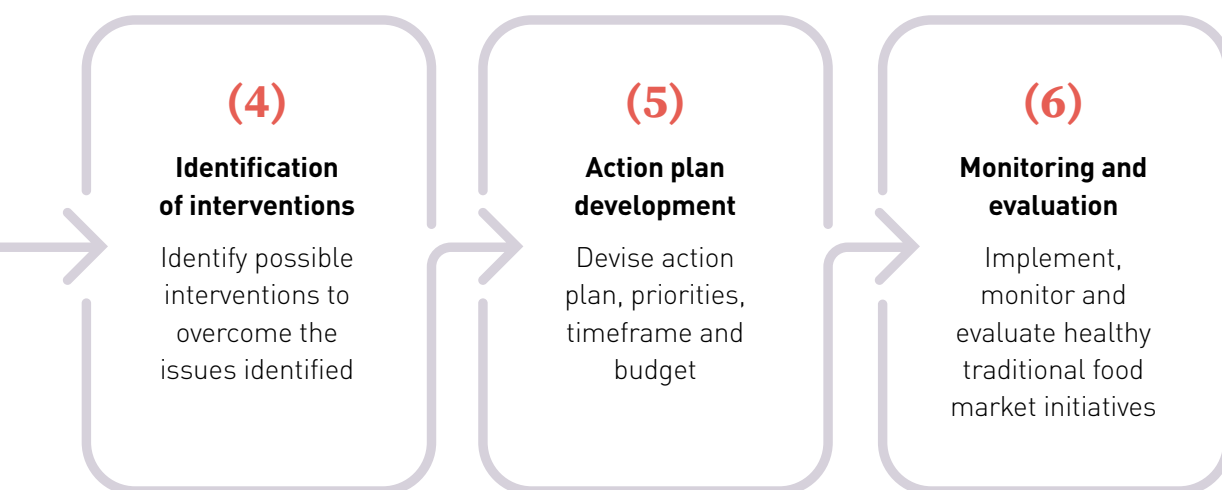 (4)
Identification
of interventions
Identify possible
interventions to
overcome the
issues identified
(5)
Action plan
development
Devise action
plan, priorities,
timeframe and
budget
(6)
Monitoring and
evaluation
Implement,
monitor and
evaluate healthy
traditional food
market initiatives